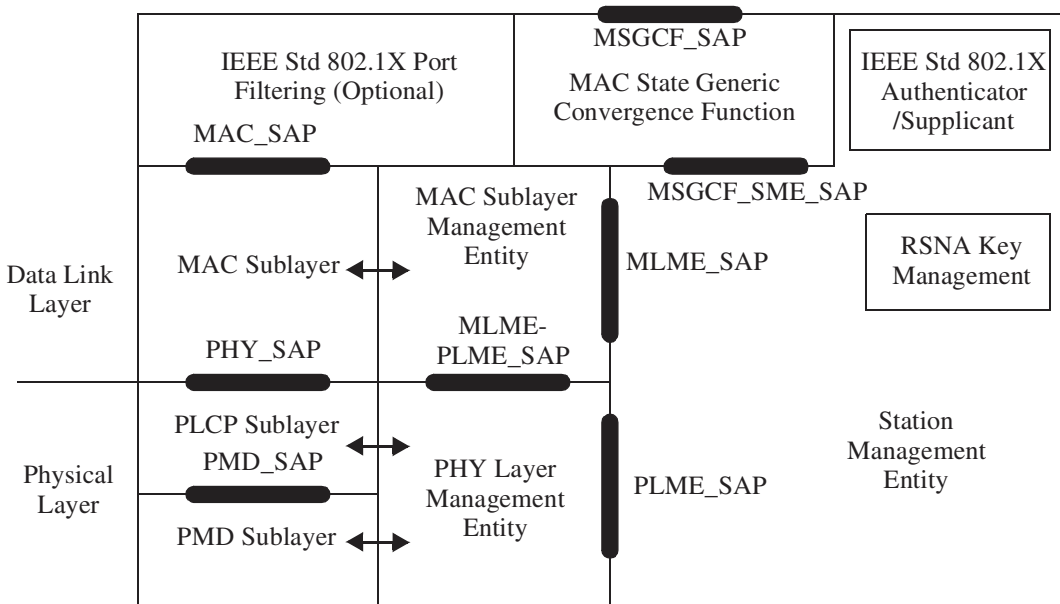 MSGCF_SAP
IEEE Std 802.1X Port
Filtering (Optional)
MAC State Generic
Convergence Function
IEEE Std 802.1X
Authenticator
/Supplicant
MAC_SAP
MSGCF_SME_SAP
MAC Sublayer
Management
Entity
MAC Sublayer
MLME_SAP
RSNA Key
Management
Data Link
Layer
PHY_SAP
MLME-
PLME_SAP
PLCP Sublayer
PMD_SAP
PHY Layer
Management
Entity
PLME_SAP
Station
Management
Entity
Physical
Layer
PMD Sublayer